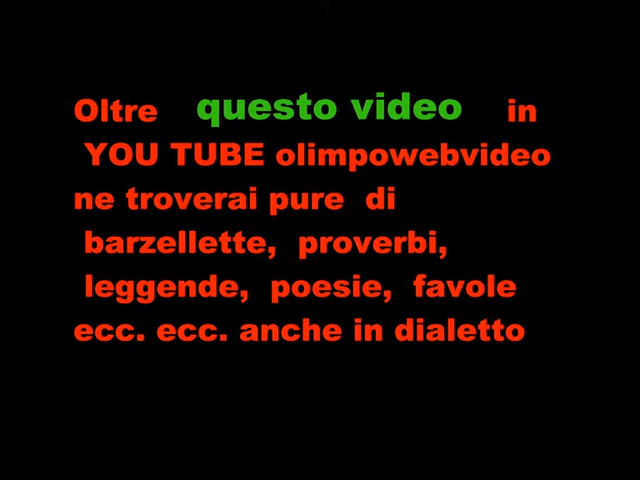 Oltre questo video in
YOU TUBE olimpowebvideo
ne troverai pure di
barzellette, proverbi,
leggende, poesie, favole
ecc. ecc. anche in dialetto